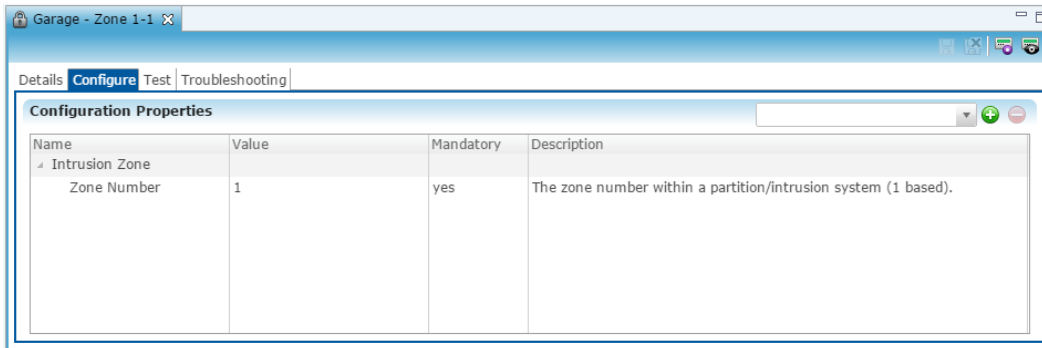 Garage - Zone 1-1
Details Configure Test Troubleshooting
Configuration Properties
Name Value Mandatory Description
Intrusion Zone
Zone Number 1 yes The zone number within a partition/intrusion system (1 based).